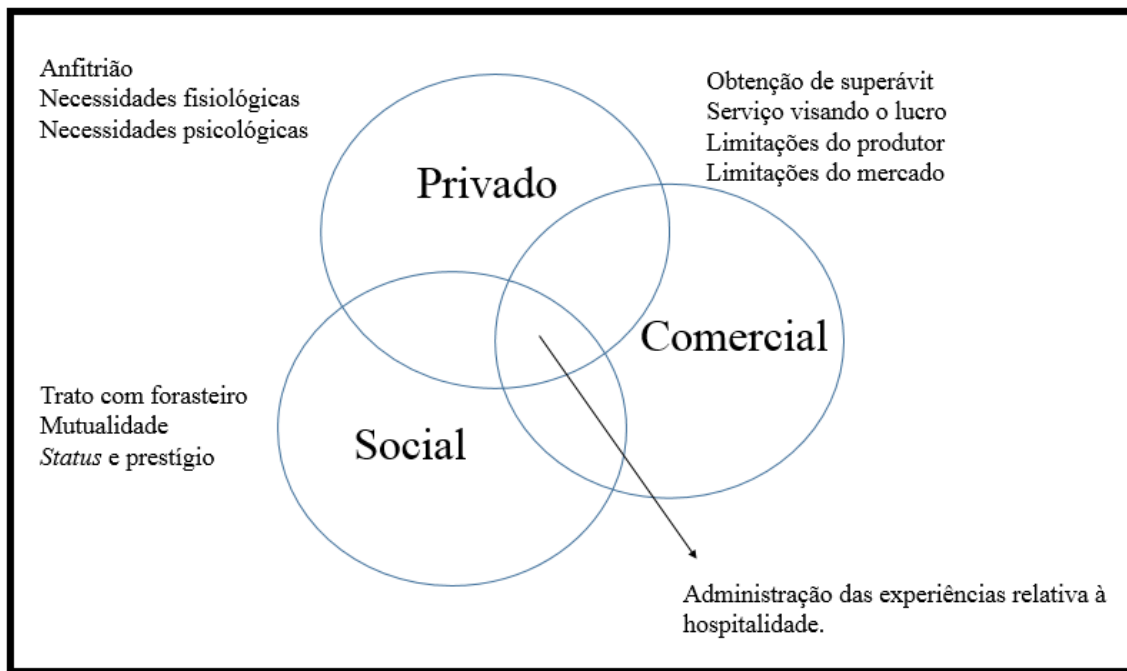 Anfitrião
Necessidades fisiológicas
Necessidades psicológicas
Obtenção de superávit
Serviço visando o lucro
Limitações do produtor
Limitações do mercado
Privado
Comercial
Trato com forasteiro
Mutualidade
Status e prestígio
Social
Administração das experiências relativa à
hospitalidade.